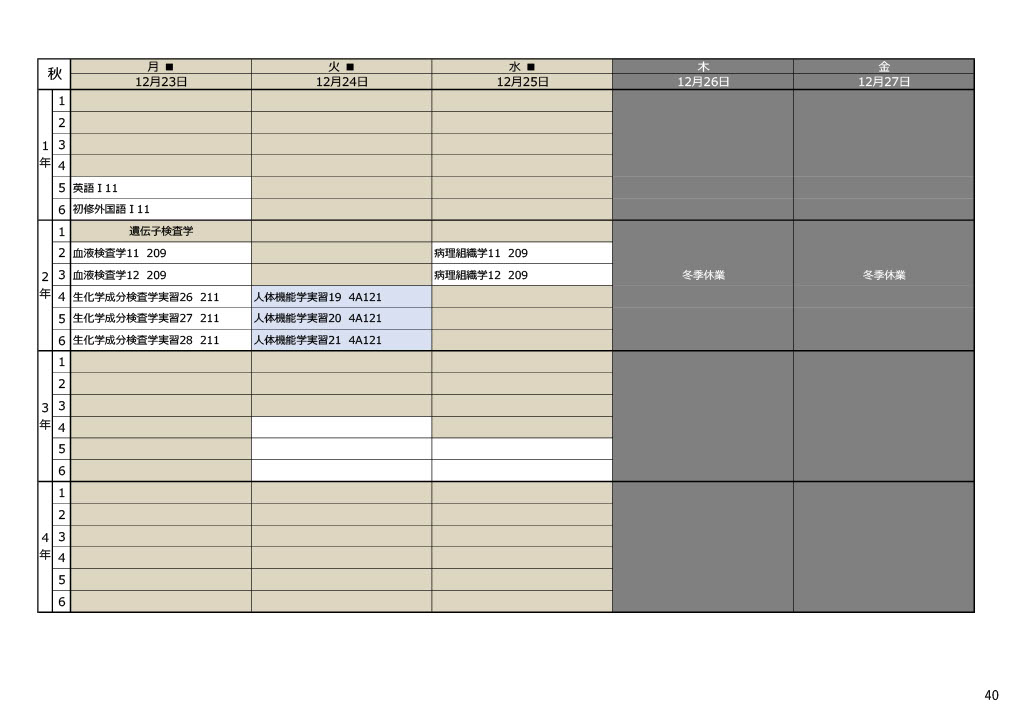 秋 月 ■ 火 ■ 水 ■ 木 金
12月23日 12月24日 12月25日 12月26日 12月27日
1年
1
2
3
4
5 英語Ⅰ11
6 初修外国語Ⅰ11
2年
1 遺伝子検査学
2 血液検査学11 209 病理組織学11 209
3 血液検査学12 209 病理組織学12 209 冬季休業 冬季休業
4 生化学成分検査学実習26 211 人体機能学実習19 4A121
5 生化学成分検査学実習27 211 人体機能学実習20 4A121
6 生化学成分検査学実習28 211 人体機能学実習21 4A121
3年
1
2
3
4
5
6
4年
1
2
3
4
5
6
40